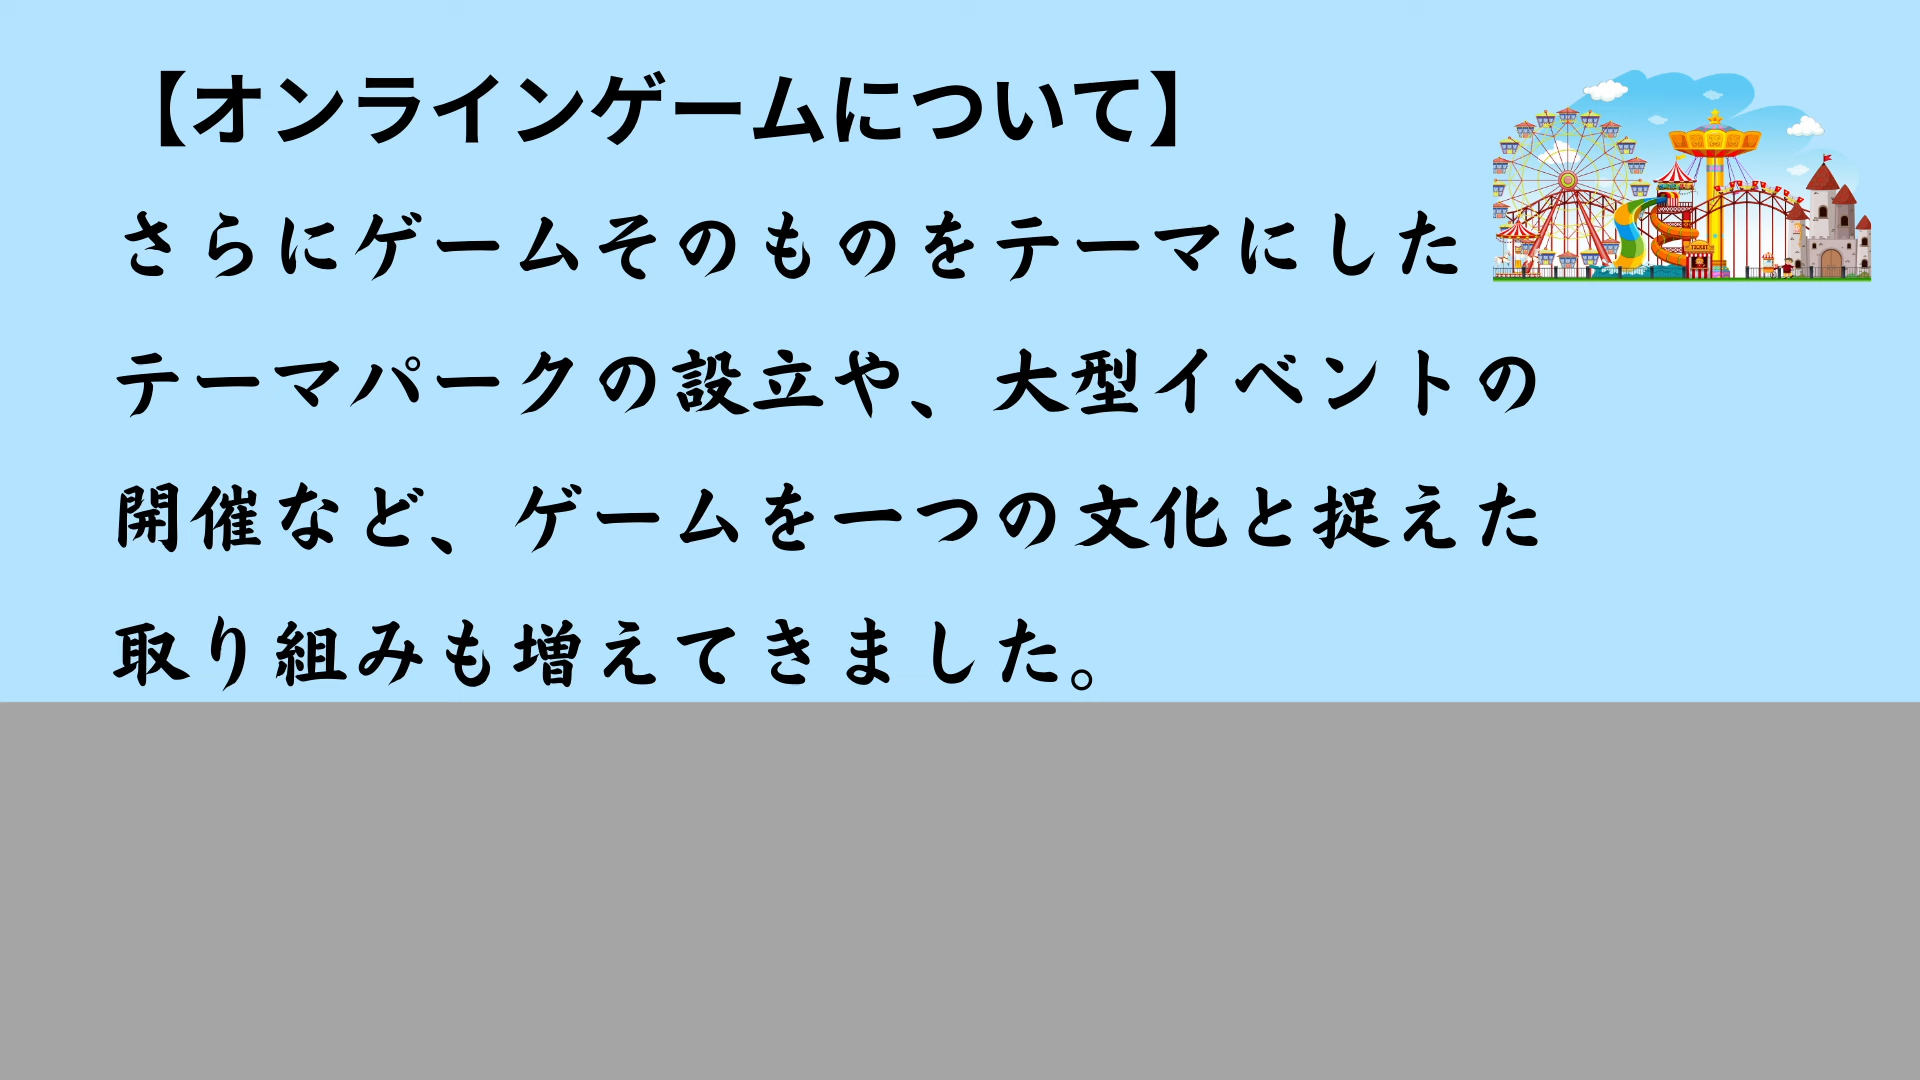 【オンラインゲームについて】
さらにゲームそのものをテーマにした
テーマパークの設立や、大型イベントの
開催など、ゲームを一つの文化と捉えた
取り組みも増えてきました。